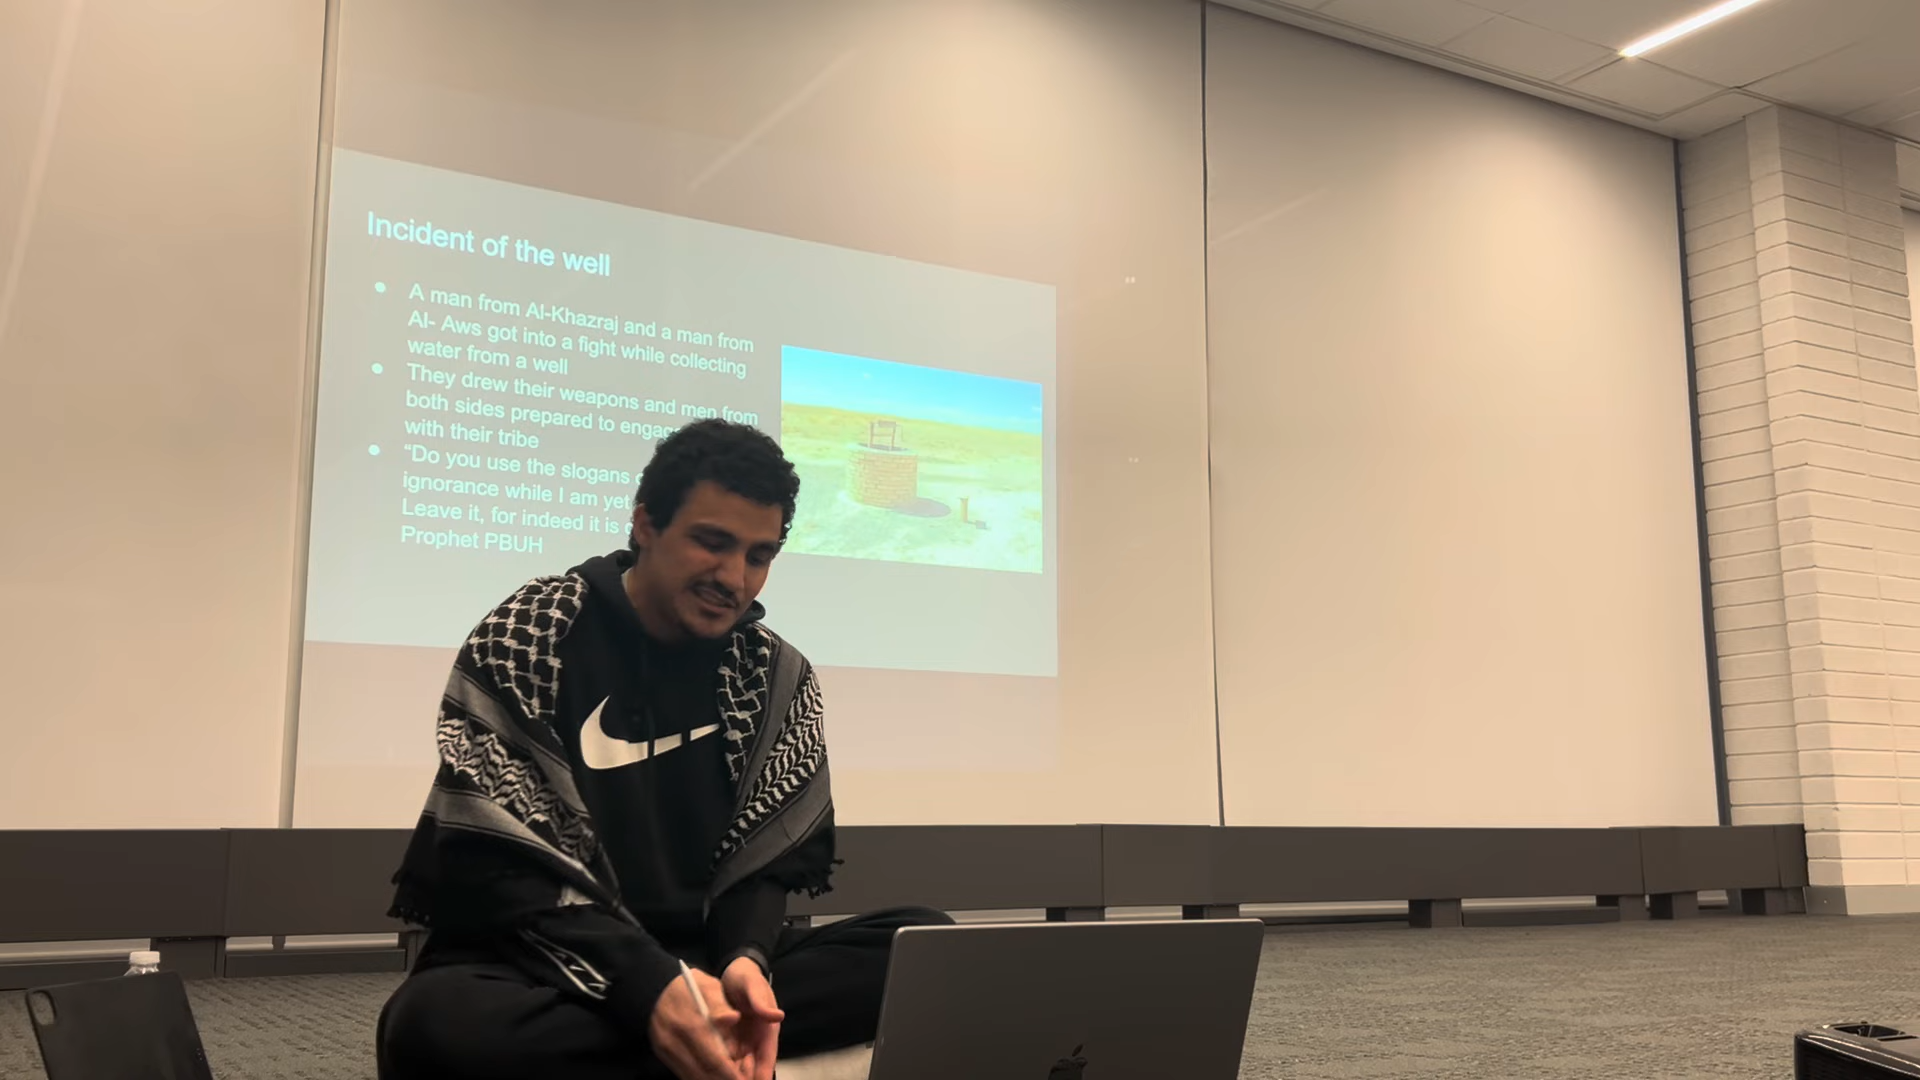 Incident of the well
● A man from Al-Khazraj and a man from
Al- Aws got into a fight while collecting
water from a well
● They drew their weapons and men from
both sides prepared to engage
with their tribe
● “Do you use the slogans
ignorance while I am yet
Leave it, for indeed it is
Prophet PBUH